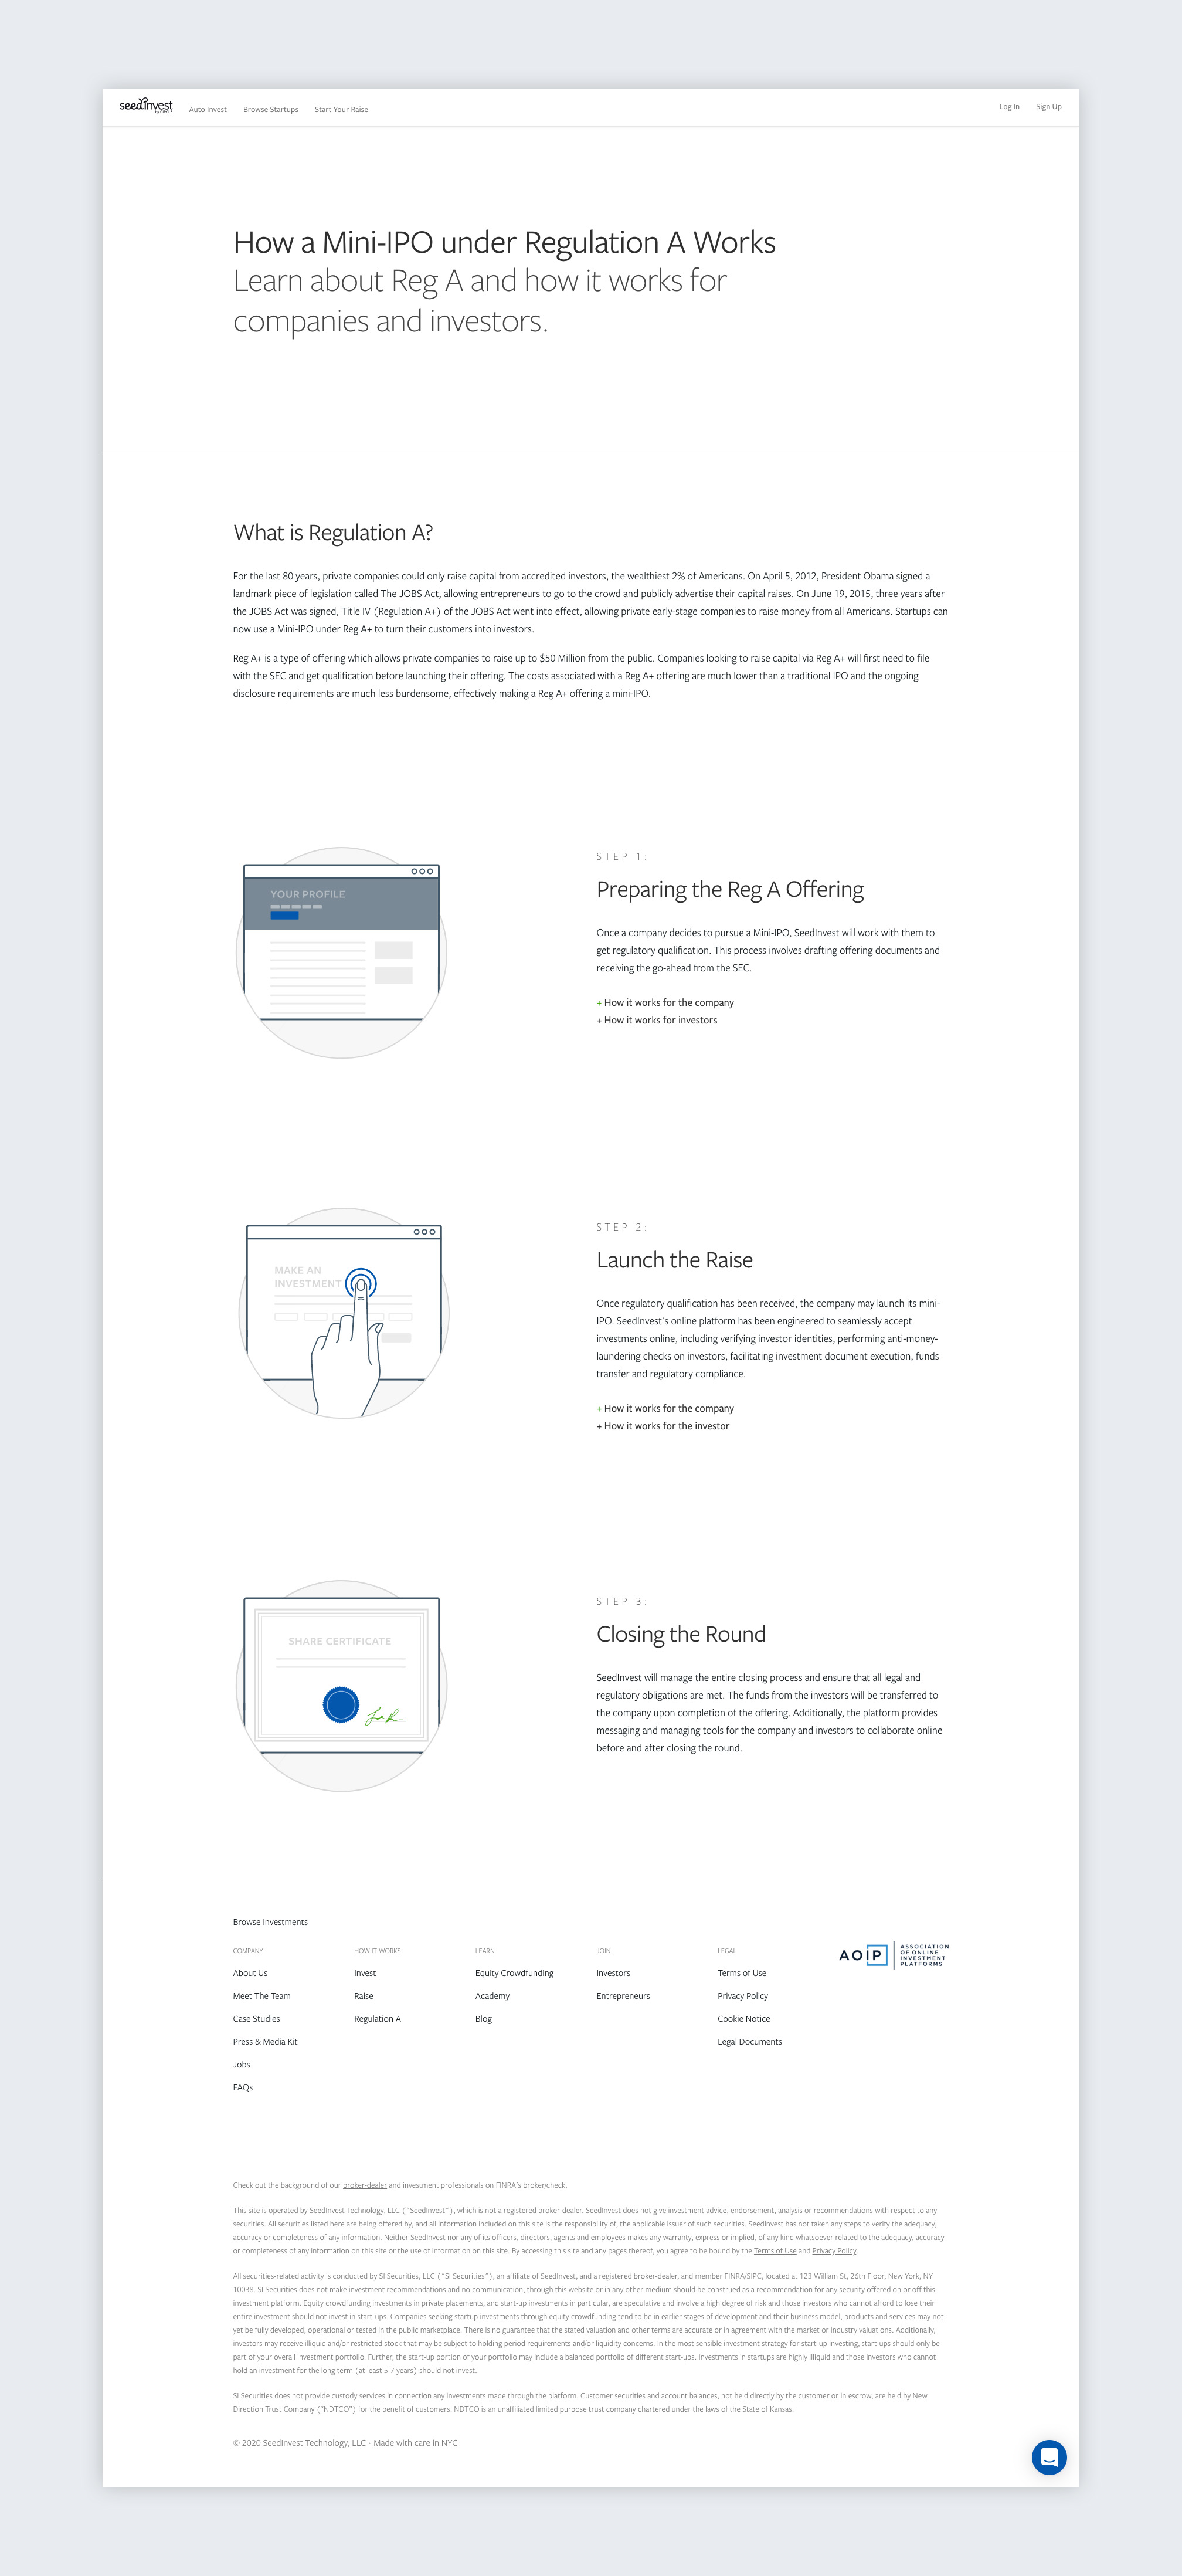 seedinvest
by CIRCLE
Auto Invest
Browse Startups
Start Your Raise
Log In
Sign Up
How a Mini-IPO under Regulation A Works
Learn about Reg A and how it works for
companies and investors.
What is Regulation A?
For the last 80 years, private companies could only raise capital from accredited investors, the wealthiest 2% of Americans. On April 5, 2012, President Obama signed a
landmark piece of legislation called The JOBS Act, allowing entrepreneurs to go to the crowd and publicly advertise their capital raises. On June 19, 2015, three years after
the JOBS Act was signed, Title IV (Regulation A+) of the JOBS Act went into effect, allowing private early-stage companies to raise money from all Americans. Startups can
now use a Mini-IPO under Reg A+ to turn their customers into investors.
Reg A+ is a type of offering which allows private companies to raise up to $50 Million from the public. Companies looking to raise capital via Reg A+ will first need to file
with the SEC and get qualification before launching their offering. The costs associated with a Reg A+ offering are much lower than a traditional IPO and the ongoing
disclosure requirements are much less burdensome, effectively making a Reg A+ offering a mini-IPO.
YOUR PROFILE
STEP 1:
Preparing the Reg A Offering
Once a company decides to pursue a Mini-IPO, SeedInvest will work with them to
get regulatory qualification. This process involves drafting offering documents and
receiving the go-ahead from the SEC.
+ How it works for the company
+ How it works for investors
MAKE AN
INVESTMENT
STEP 2:
Launch the Raise
Once regulatory qualification has been received, the company may launch its mini-
IPO. SeedInvest's online platform has been engineered to seamlessly accept
investments online, including verifying investor identities, performing anti-money-
laundering checks on investors, facilitating investment document execution, funds
transfer and regulatory compliance.
+ How it works for the company
+ How it works for the investor
SHARE CERTIFICATE
STEP 3:
Closing the Round
SeedInvest will manage the entire closing process and ensure that all legal and
regulatory obligations are met. The funds from the investors will be transferred to
the company upon completion of the offering. Additionally, the platform provides
messaging and managing tools for the company and investors to collaborate online
before and after closing the round.
Browse Investments
COMPANY
About Us
Meet The Team
Case Studies
Press & Media Kit
Jobs
FAQs
HOW IT WORKS
Invest
Raise
Regulation A
LEARN
Equity Crowdfunding
Academy
Blog
JOIN
Investors
Entrepreneurs
LEGAL
Terms of Use
Privacy Policy
Cookie Notice
Legal Documents
AOIP
ASSOCIATION
OF ONLINE
INVESTMENT
PLATFORMS
Check out the background of our broker-dealer and investment professionals on FINRA's broker/check.
This site is operated by SeedInvest Technology, LLC ("SeedInvest"), which is not a registered broker-dealer. SeedInvest does not give investment advice, endorsement, analysis or recommendations with respect to any
securities. All securities listed here are being offered by, and all information included on this site is the responsibility of, the applicable issuer of such securities. SeedInvest has not taken any steps to verify the adequacy,
accuracy or completeness of any information. Neither SeedInvest nor any of its officers, directors, agents and employees makes any warranty, express or implied, of any kind whatsoever related to the adequacy, accuracy
or completeness of any information on this site or the use of information on this site. By accessing this site and any pages thereof, you agree to be bound by the Terms of Use and Privacy Policy.
All securities-related activity is conducted by SI Securities, LLC ("SI Securities"), an affiliate of SeedInvest, and a registered broker-dealer, and member FINRA/SIPC, located at 123 William St, 26th Floor, New York, NY
10038. SI Securities does not make investment recommendations and no communication, through this website or in any other medium should be construed as a recommendation for any security offered on or off this
investment platform. Equity crowdfunding investments in private placements, and start-up investments in particular, are speculative and involve a high degree of risk and those investors who cannot afford to lose their
entire investment should not invest in start-ups. Companies seeking startup investments through equity crowdfunding tend to be in earlier stages of development and their business model, products and services may not
yet be fully developed, operational or tested in the public marketplace. There is no guarantee that the stated valuation and other terms are accurate or in agreement with the market or industry valuations. Additionally,
investors may receive illiquid and/or restricted stock that may be subject to holding period requirements and/or liquidity concerns. In the most sensible investment strategy for start-up investing, start-ups should only be
part of your overall investment portfolio. Further, the start-up portion of your portfolio may include a balanced portfolio of different start-ups. Investments in startups are highly illiquid and those investors who cannot
hold an investment for the long term (at least 5-7 years) should not invest.
SI Securities does not provide custody services in connection any investments made through the platform. Customer securities and account balances, not held directly by the customer or in escrow, are held by New
Direction Trust Company ("NDTCO") for the benefit of customers. NDTCO is an unaffiliated limited purpose trust company chartered under the laws of the State of Kansas.
© 2020 SeedInvest Technology, LLC · Made with care in NYC